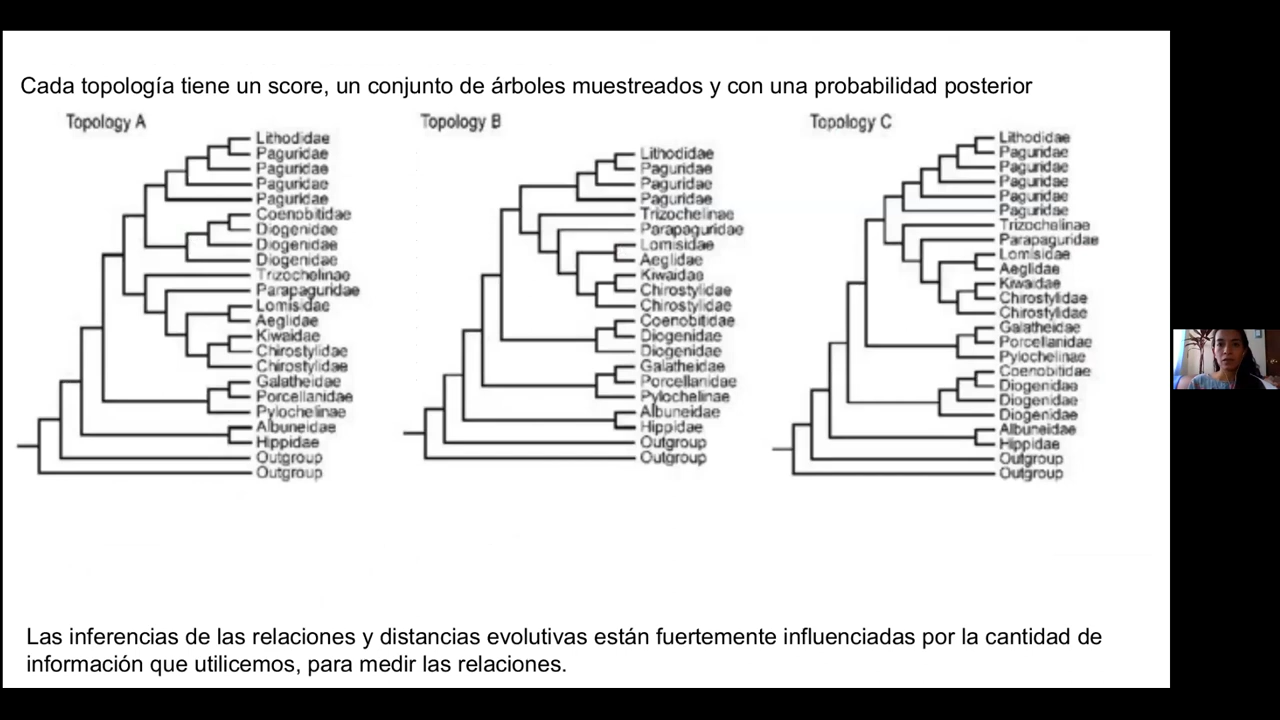 Cada topología tiene un score, un conjunto de árboles muestreados y con una probabilidad posterior
Topology A
Lithodidae
Paguridae
Paguridae
Paguridae
Paguridae
Coenobitidae
Diogenidae
Diogenidae
Diogenidae
Trizochelinae
Parapaguridae
Lomisidae
Aeglidae
Kiwaidae
Chirostylidae
Chirostylidae
Galatheidae
Porcellanidae
Pylochelinae
Albuneidae
Hippidae
Outgroup
Outgroup
Topology B
Lithodidae
Paguridae
Paguridae
Paguridae
Trizochelinae
Parapaguridae
Lomisidae
Aeglidae
Kiwaidae
Chirostylidae
Chirostylidae
Coenobitidae
Diogenidae
Diogenidae
Galatheidae
Porcellanidae
Pylochelinae
Albuneidae
Hippidae
Outgroup
Outgroup
Topology C
Lithodidae
Paguridae
Paguridae
Paguridae
Paguridae
Paguridae
Trizochelinae
Parapaguridae
Lomisidae
Aeglidae
Kiwaidae
Chirostylidae
Chirostylidae
Galatheidae
Porcellanidae
Pylochelinae
Coenobitidae
Diogenidae
Diogenidae
Diogenidae
Albuneidae
Hippidae
Outgroup
Outgroup
Las inferencias de las relaciones y distancias evolutivas están fuertemente influenciadas por la cantidad de
información que utilicemos, para medir las relaciones.